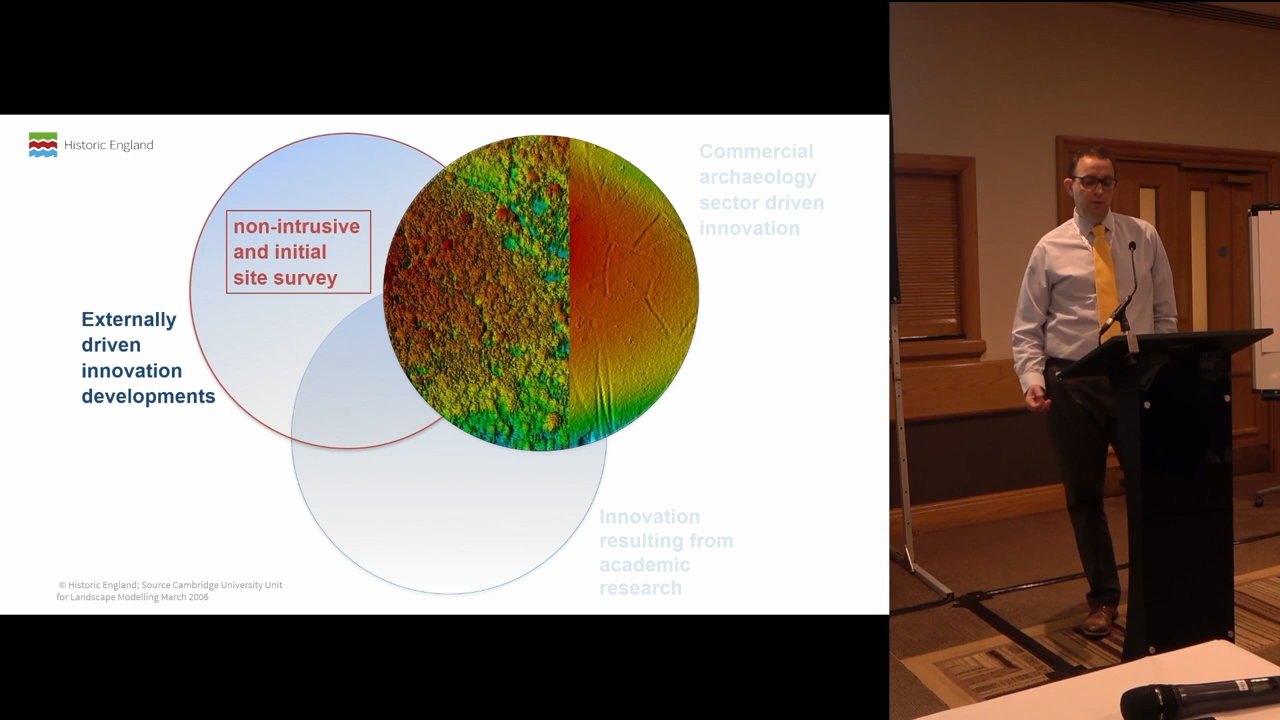 Historic England
Commercial
archaeology
sector driven
innovation
non-intrusive
and initial
site survey
Externally
driven
innovation
developments
Innovation
resulting from
academic
research
© Historic England; Source Cambridge University Unit
for Landscape Modelling March 2006